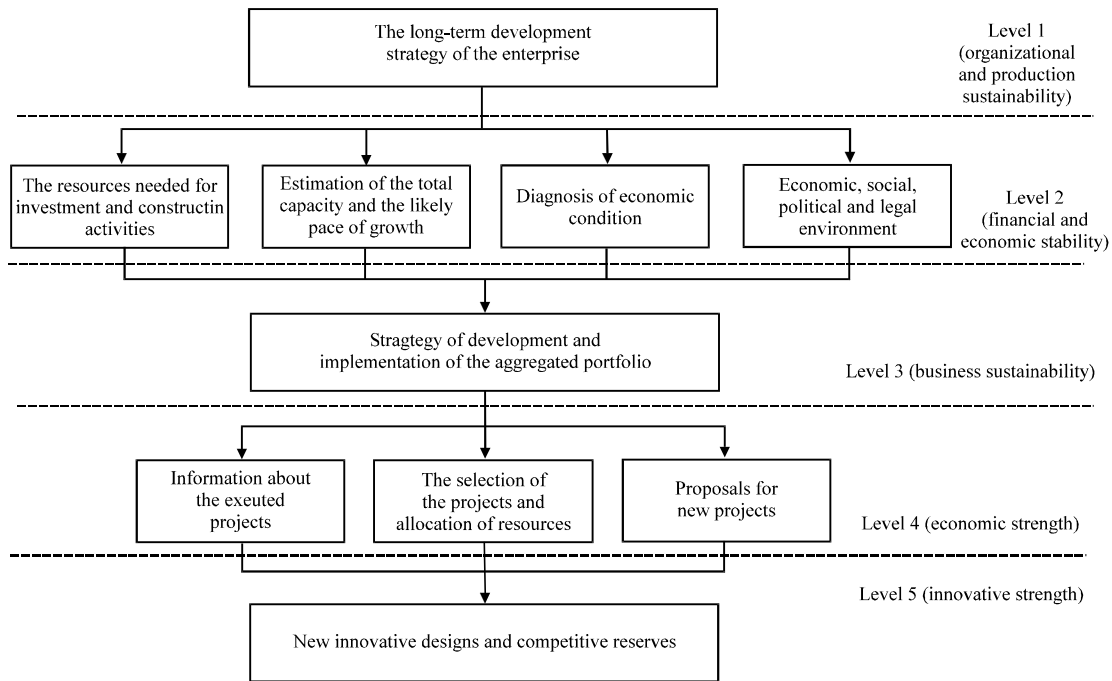 The long-term development
strategy of the enterprise
Level 1
(organizational
and production
sustainability)
The resources needed for
investment and constructin
activities
Estimation of the total
capacity and the likely
pace of growth
Diagnosis of economic
condition
Economic, social,
political and legal
environment
Level 2
(financial and
economic stability)
Stragtegy of development and
implementation of the aggregated portfolio
Level 3 (business sustainability)
Information about
the exeuted
projects
The selection of
the projects and
allocation of resources
Proposals for
new projects
Level 4 (economic strength)
Level 5 (innovative strength)
New innovative designs and competitive reserves